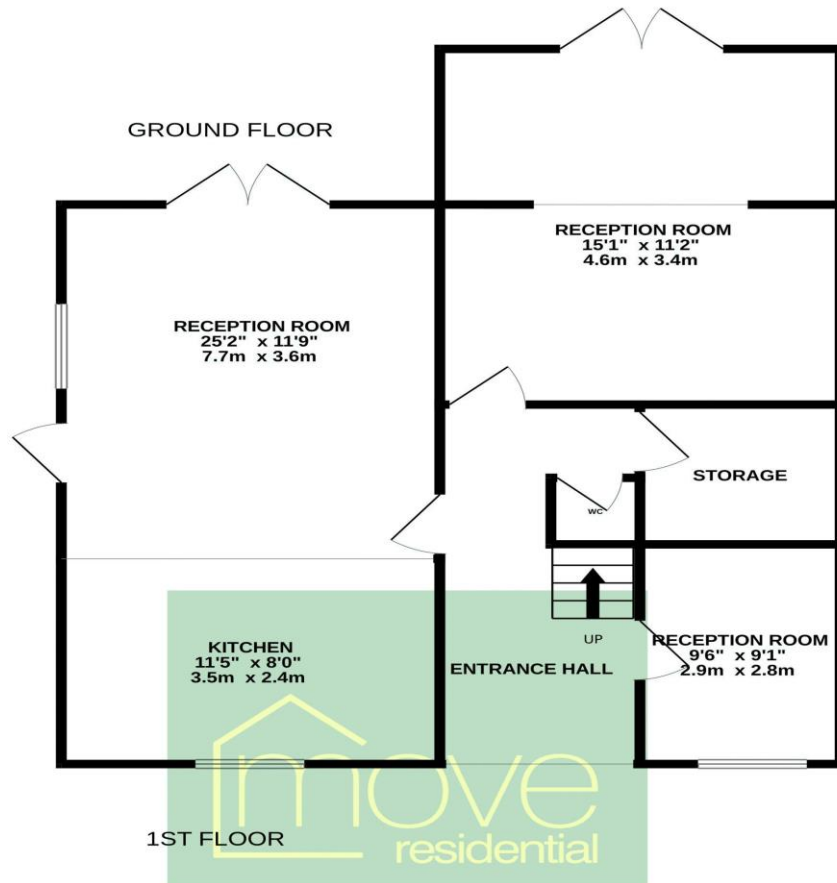 GROUND FLOOR
RECEPTION ROOM
15'1" x 11'2"
4.6m x 3.4m
RECEPTION ROOM
25'2" x 11'9"
7.7m x 3.6m
STORAGE
WC
UP
KITCHEN
11'5" x 8'0"
3.5m x 2.4m
ENTRANCE HALL
RECEPTION ROOM
9'6" x 9'1"
2.9m x 2.8m
move
residential
1ST FLOOR